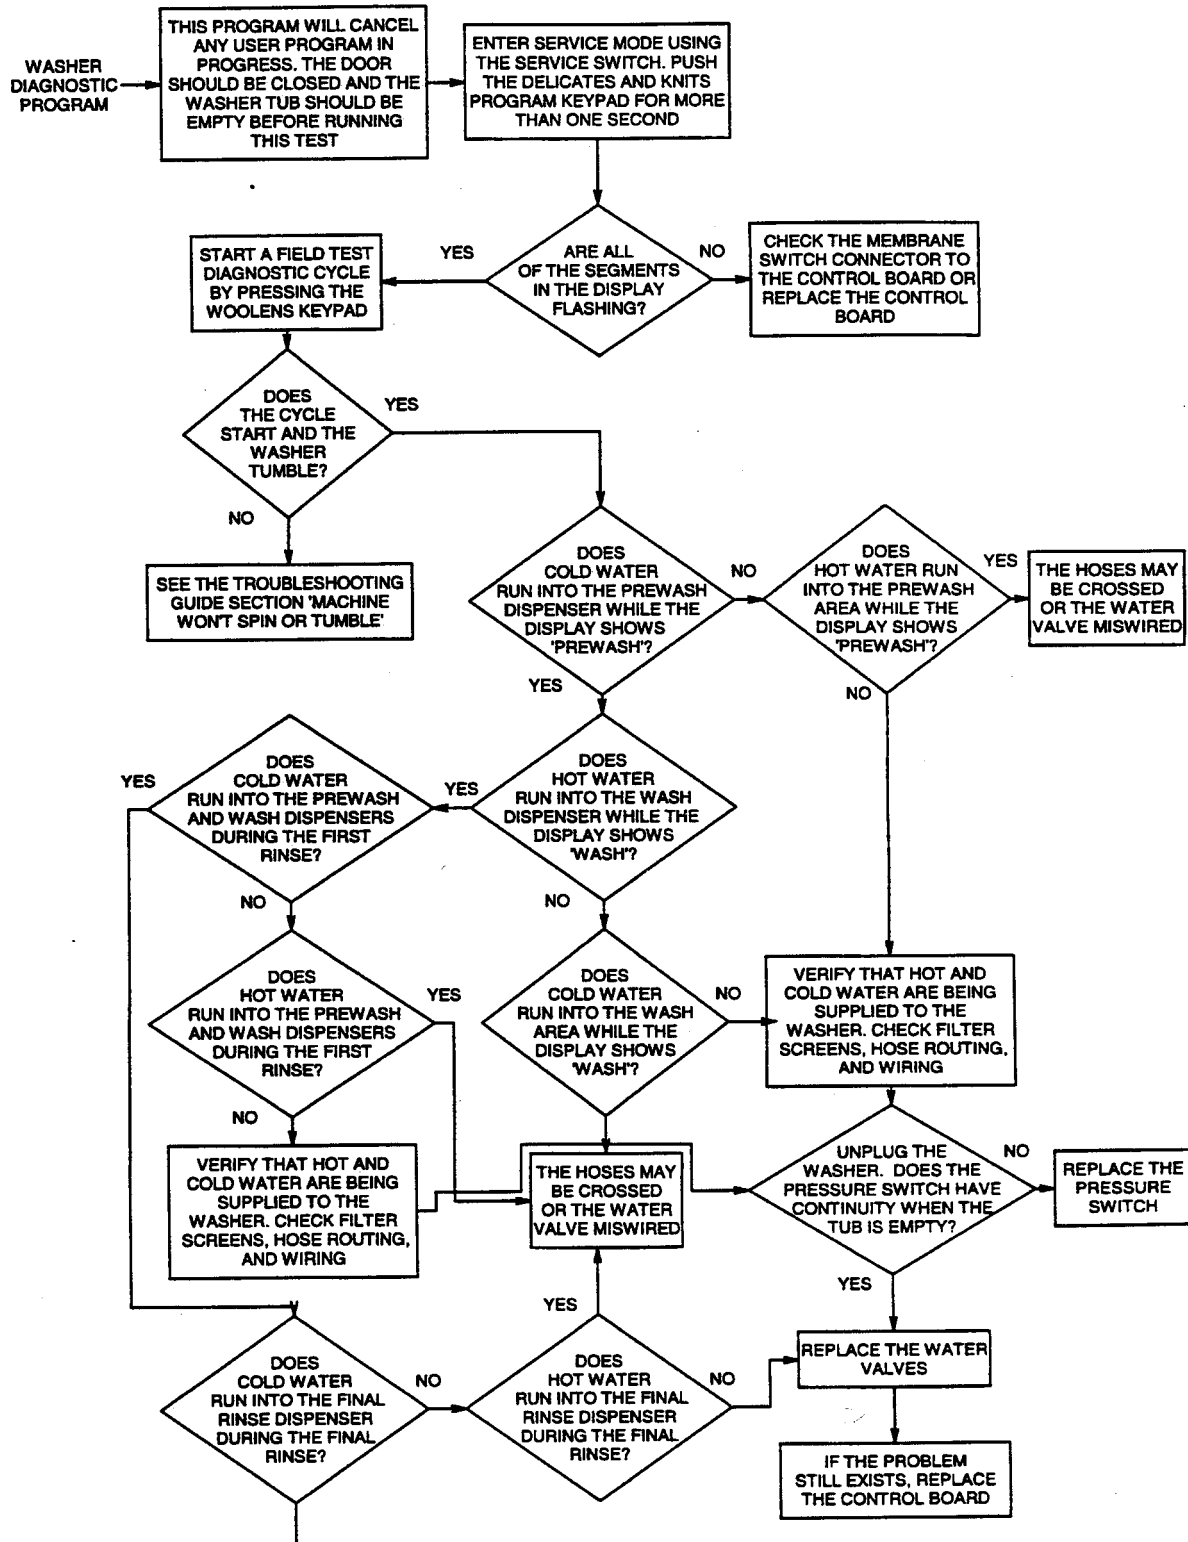 WASHER
DIAGNOSTIC
PROGRAM
THIS PROGRAM WILL CANCEL
ANY USER PROGRAM IN
PROGRESS. THE DOOR
SHOULD BE CLOSED AND THE
WASHER TUB SHOULD BE
EMPTY BEFORE RUNNING
THIS TEST
ENTER SERVICE MODE USING
THE SERVICE SWITCH. PUSH
THE DELICATES AND KNITS
PROGRAM KEYPAD FOR MORE
THAN ONE SECOND
ARE ALL
OF THE SEGMENTS
IN THE DISPLAY
FLASHING?
YES
NO
START A FIELD TEST
DIAGNOSTIC CYCLE
BY PRESSING THE
WOOLENS KEYPAD
CHECK THE MEMBRANE
SWITCH CONNECTOR TO
THE CONTROL BOARD OR
REPLACE THE CONTROL
BOARD
DOES
THE CYCLE
START AND THE
WASHER
TUMBLE?
YES
NO
SEE THE TROUBLESHOOTING
GUIDE SECTION 'MACHINE
WON'T SPIN OR TUMBLE'
DOES
COLD WATER
RUN INTO THE PREWASH
DISPENSER WHILE THE
DISPLAY SHOWS
'PREWASH'?
NO
YES
DOES
HOT WATER RUN
INTO THE PREWASH
AREA WHILE THE
DISPLAY SHOWS
'PREWASH'?
YES
NO
THE HOSES MAY
BE CROSSED
OR THE WATER
VALVE MISWIRED
DOES
HOT WATER
RUN INTO THE WASH
DISPENSER WHILE THE
DISPLAY SHOWS
'WASH'?
YES
NO
DOES
COLD WATER
RUN INTO THE PREWASH
AND WASH DISPENSERS
DURING THE FIRST
RINSE?
YES
NO
DOES
HOT WATER
RUN INTO THE PREWASH
AND WASH DISPENSERS
DURING THE FIRST
RINSE?
YES
NO
DOES
COLD WATER
RUN INTO THE WASH
AREA WHILE THE
DISPLAY SHOWS
'WASH'?
NO
VERIFY THAT HOT AND
COLD WATER ARE BEING
SUPPLIED TO THE
WASHER. CHECK FILTER
SCREENS, HOSE ROUTING,
AND WIRING
VERIFY THAT HOT AND
COLD WATER ARE BEING
SUPPLIED TO THE
WASHER. CHECK FILTER
SCREENS, HOSE ROUTING,
AND WIRING
THE HOSES MAY
BE CROSSED
OR THE WATER
VALVE MISWIRED
UNPLUG THE
WASHER. DOES THE
PRESSURE SWITCH HAVE
CONTINUITY WHEN THE
TUB IS EMPTY?
NO
YES
REPLACE THE
PRESSURE
SWITCH
DOES
COLD WATER
RUN INTO THE FINAL
RINSE DISPENSER
DURING THE FINAL
RINSE?
NO
YES
DOES
HOT WATER
RUN INTO THE FINAL
RINSE DISPENSER
DURING THE FINAL
RINSE?
NO
REPLACE THE WATER
VALVES
IF THE PROBLEM
STILL EXISTS, REPLACE
THE CONTROL BOARD